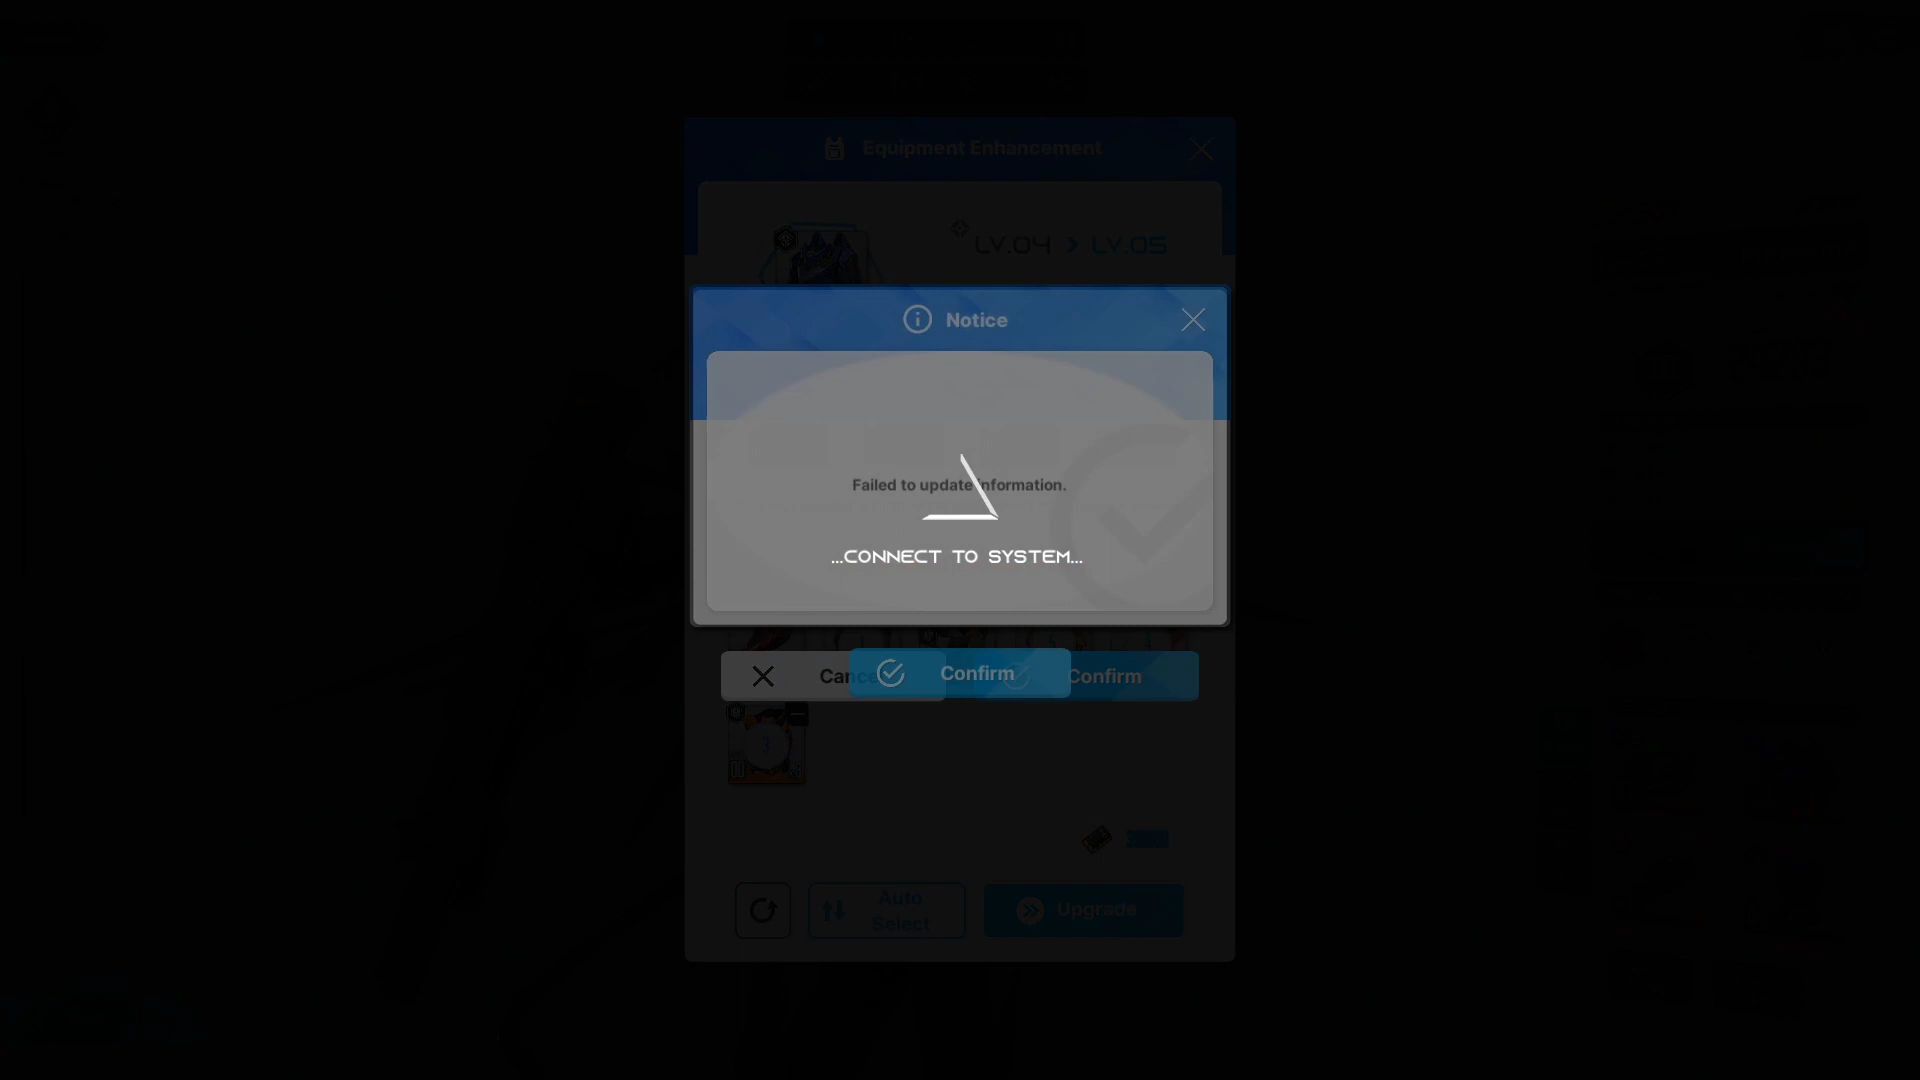 Equipment Enhancement
LV.04 > LV.05
Notice
Failed to update information.
...CONNECT TO SYSTEM...
Confirm
Confirm
Auto
Select
Upgrade